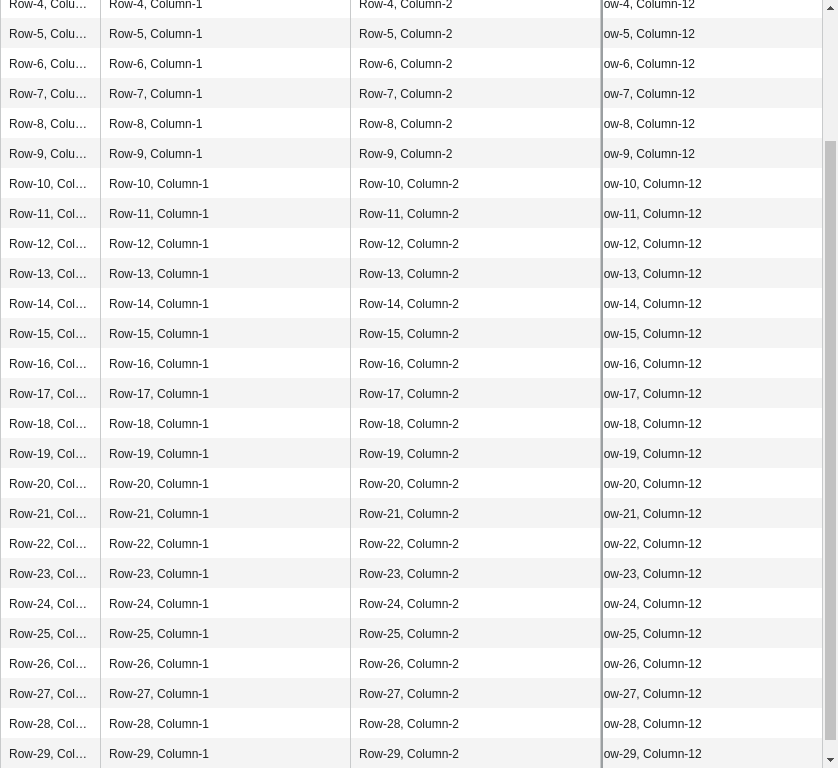 Row-4, Colu... Row-4, Column-1 Row-4, Column-2 ow-4, Column-12
Row-5, Colu... Row-5, Column-1 Row-5, Column-2 ow-5, Column-12
Row-6, Colu... Row-6, Column-1 Row-6, Column-2 ow-6, Column-12
Row-7, Colu... Row-7, Column-1 Row-7, Column-2 ow-7, Column-12
Row-8, Colu... Row-8, Column-1 Row-8, Column-2 ow-8, Column-12
Row-9, Colu... Row-9, Column-1 Row-9, Column-2 ow-9, Column-12
Row-10, Col... Row-10, Column-1 Row-10, Column-2 ow-10, Column-12
Row-11, Col... Row-11, Column-1 Row-11, Column-2 ow-11, Column-12
Row-12, Col... Row-12, Column-1 Row-12, Column-2 ow-12, Column-12
Row-13, Col... Row-13, Column-1 Row-13, Column-2 ow-13, Column-12
Row-14, Col... Row-14, Column-1 Row-14, Column-2 ow-14, Column-12
Row-15, Col... Row-15, Column-1 Row-15, Column-2 ow-15, Column-12
Row-16, Col... Row-16, Column-1 Row-16, Column-2 ow-16, Column-12
Row-17, Col... Row-17, Column-1 Row-17, Column-2 ow-17, Column-12
Row-18, Col... Row-18, Column-1 Row-18, Column-2 ow-18, Column-12
Row-19, Col... Row-19, Column-1 Row-19, Column-2 ow-19, Column-12
Row-20, Col... Row-20, Column-1 Row-20, Column-2 ow-20, Column-12
Row-21, Col... Row-21, Column-1 Row-21, Column-2 ow-21, Column-12
Row-22, Col... Row-22, Column-1 Row-22, Column-2 ow-22, Column-12
Row-23, Col... Row-23, Column-1 Row-23, Column-2 ow-23, Column-12
Row-24, Col... Row-24, Column-1 Row-24, Column-2 ow-24, Column-12
Row-25, Col... Row-25, Column-1 Row-25, Column-2 ow-25, Column-12
Row-26, Col... Row-26, Column-1 Row-26, Column-2 ow-26, Column-12
Row-27, Col... Row-27, Column-1 Row-27, Column-2 ow-27, Column-12
Row-28, Col... Row-28, Column-1 Row-28, Column-2 ow-28, Column-12
Row-29, Col... Row-29, Column-1 Row-29, Column-2 ow-29, Column-12